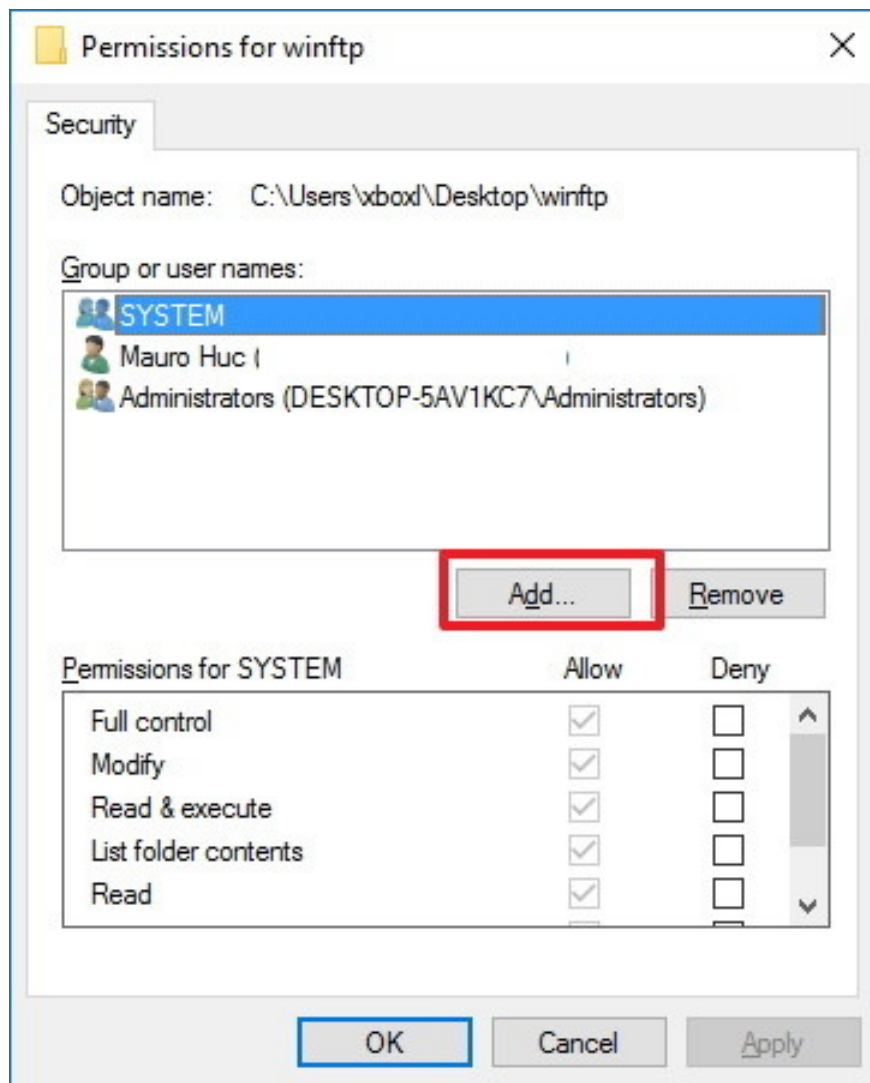 Permissions for winftp
Security
Object name: C:\Users\xboxl\Desktop\winftp
Group or user names:
SYSTEM
Mauro Huc (
Administrators (DESKTOP-5AV1KC7\Administrators)
Add... Remove
Permissions for SYSTEM Allow Deny
Full control
Modify
Read & execute
List folder contents
Read
OK Cancel Apply